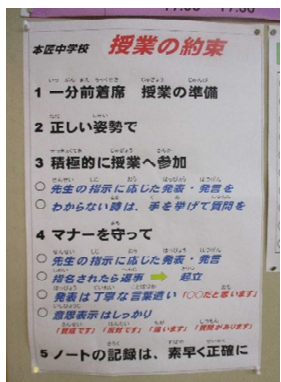 本匠中学校 授業の約束
1 一分前着席 授業の準備
2 正しい姿勢で
3 積極的に授業へ参加
○ 先生の指示に応じた発表・発言を
○ わからない時は、手を挙げて質問を
4 マナーを守って
○ 先生の指示に応じた発表・発言
○ 指名されたら返事 ➡ 起立
○ 発表は丁寧な言葉遣い「○○だと思います」
○ 意思表示はしっかり
「賛成です」「反対です」「違います」「質問があります」
5 ノートの記録は、素早く正確に